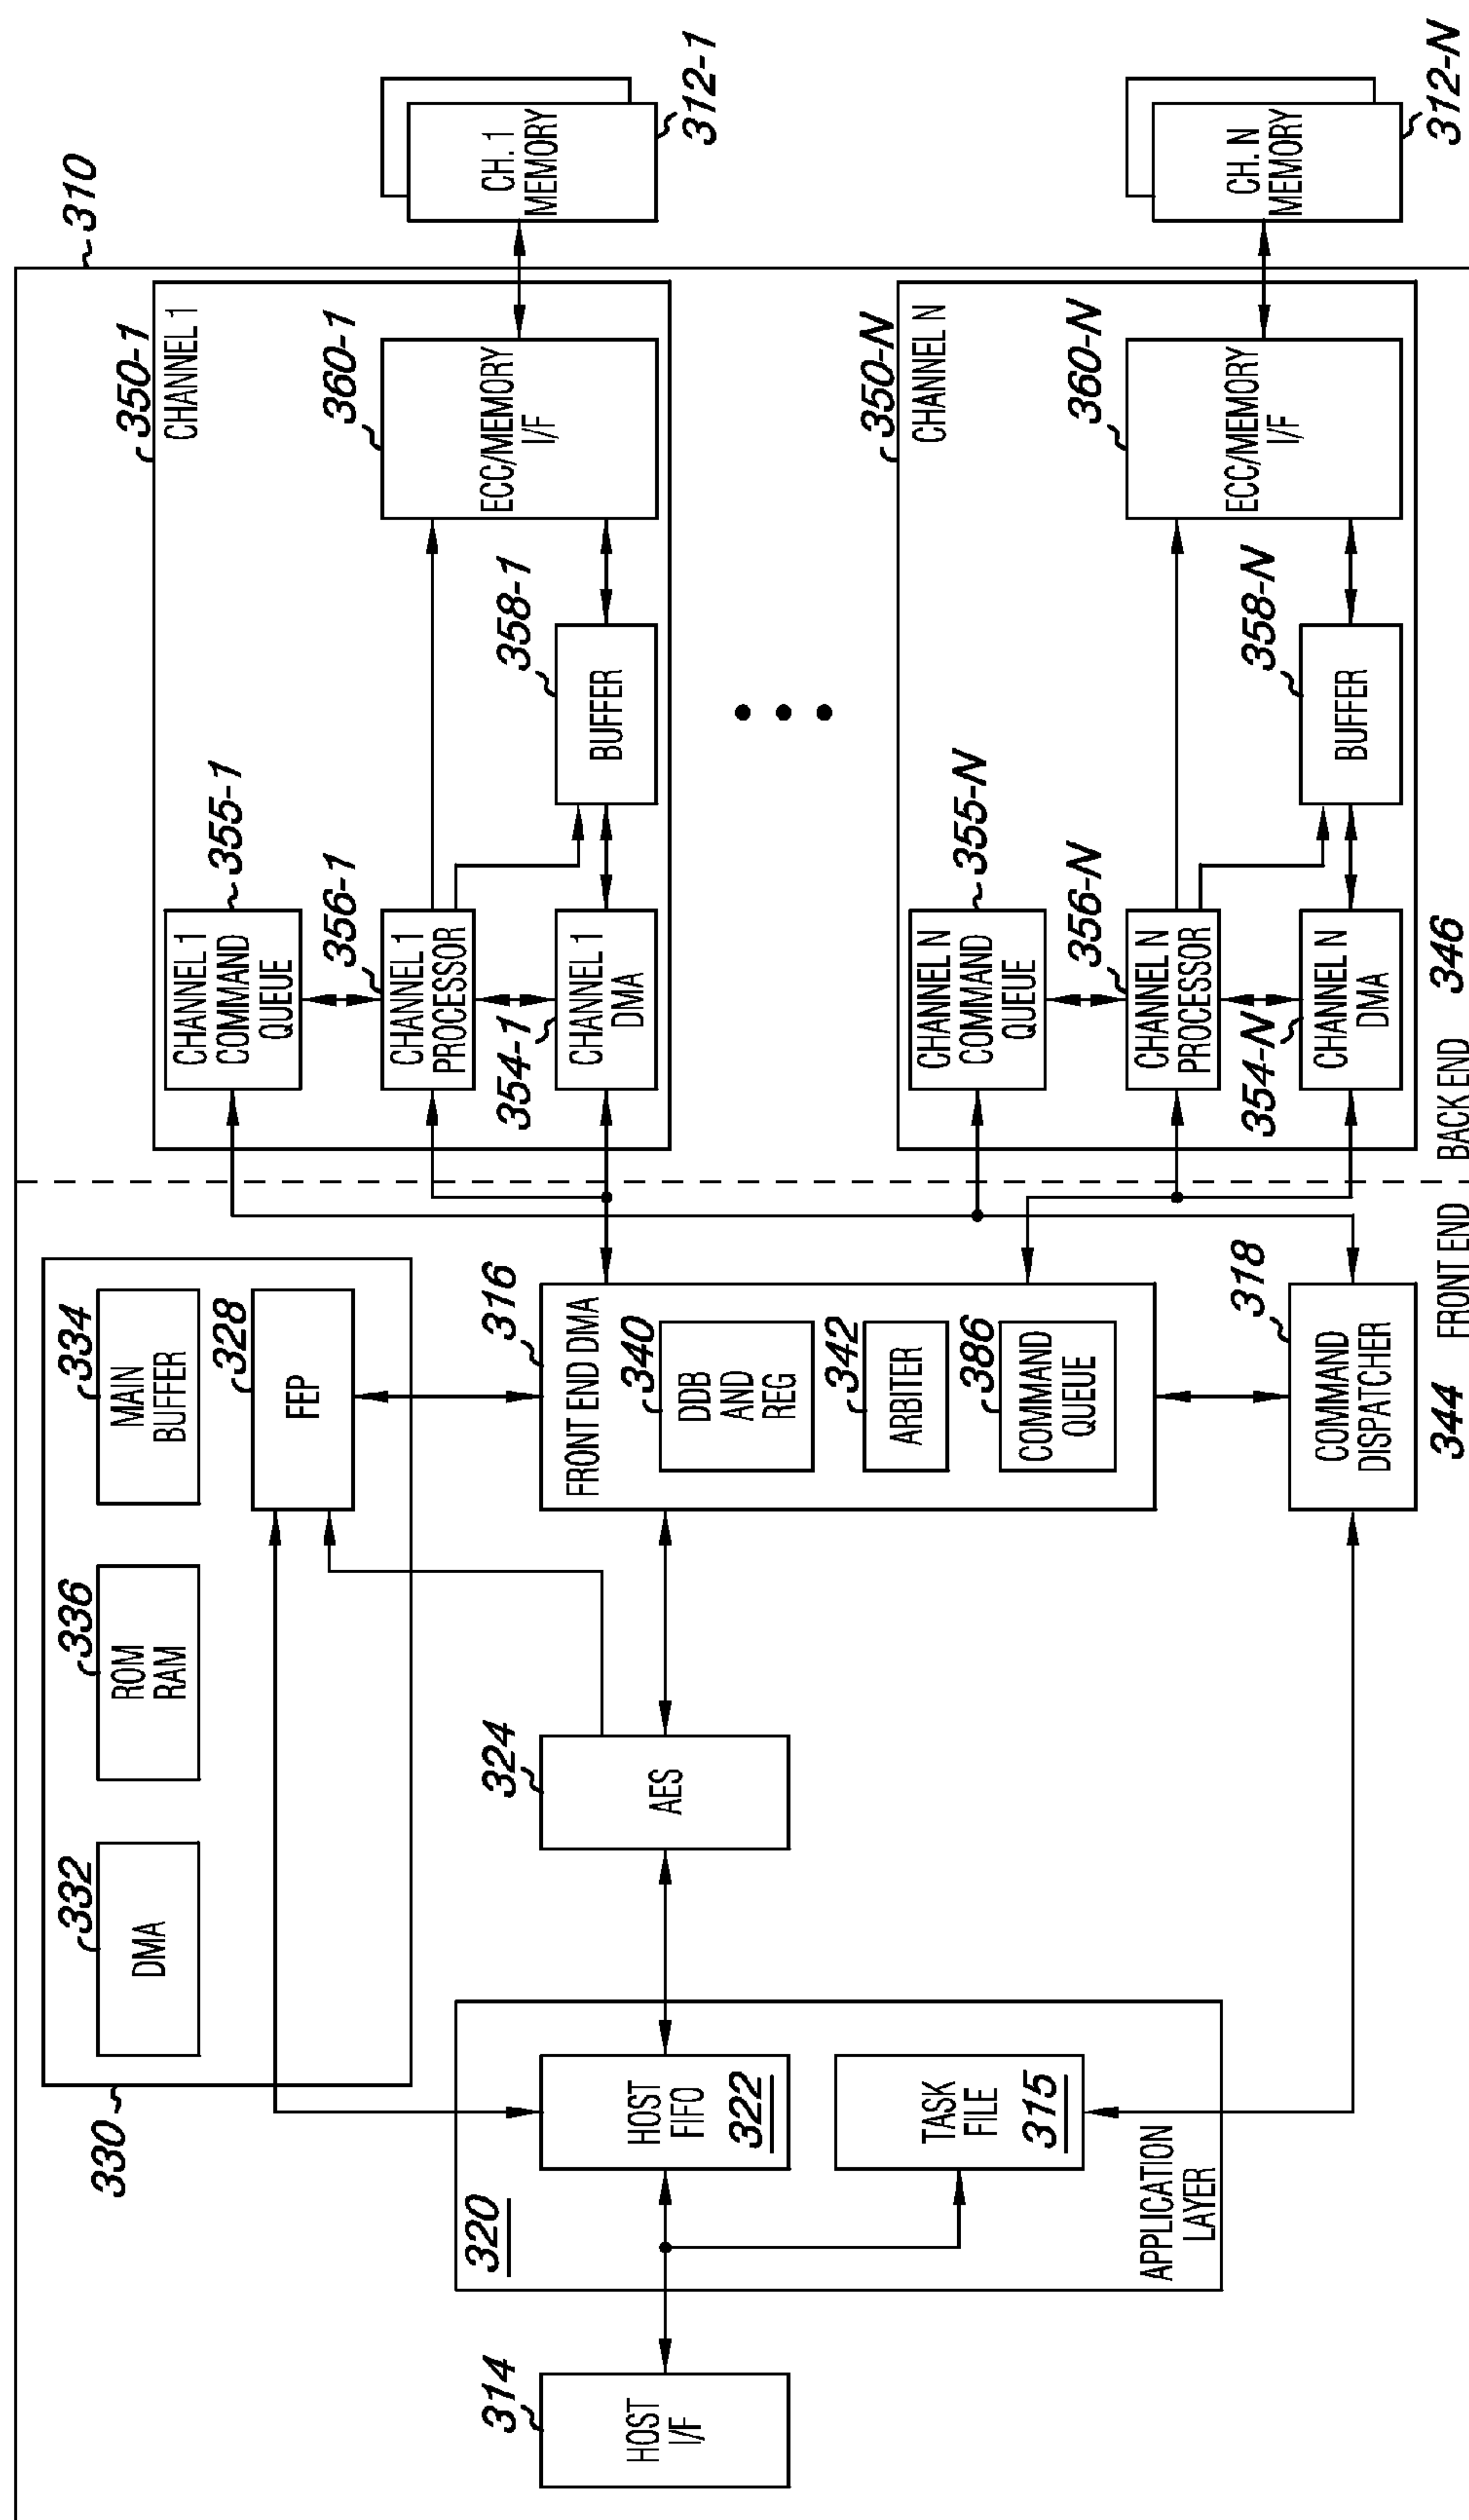 310
330
332
DMA
336
ROM
RAM
334
MAIN
BUFFER
328
FEP
314
HOST
I/F
320
HOST
FIFO
322
TASK
FILE
315
APPLICATION
LAYER
324
AES
316
FRONT END DMA
340
DDB
AND
REG
342
ARBITER
386
COMMAND
QUEUE
318
COMMAND
DISPATCHER
344
FRONT END
346
BACK END
350-1
CHANNEL 1
355-1
CHANNEL 1
COMMAND
QUEUE
356-1
CHANNEL 1
PROCESSOR
354-1
CHANNEL 1
DMA
358-1
BUFFER
360-1
ECC/MEMORY
I/F
CH. 1
MEMORY
312-1
350-N
CHANNEL N
355-N
CHANNEL N
COMMAND
QUEUE
356-N
CHANNEL N
PROCESSOR
354-N
CHANNEL N
DMA
358-N
BUFFER
360-N
ECC/MEMORY
I/F
CH. N
MEMORY
312-N